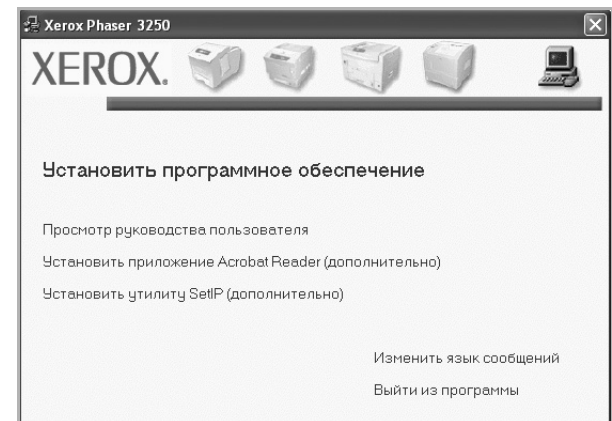 Xerox Phaser 3250
XEROX.
Установить программное обеспечение
Просмотр руководства пользователя
Установить приложение Acrobat Reader (дополнительно)
Установить утилиту SetIP (дополнительно)
Изменить язык сообщений
Выйти из программы